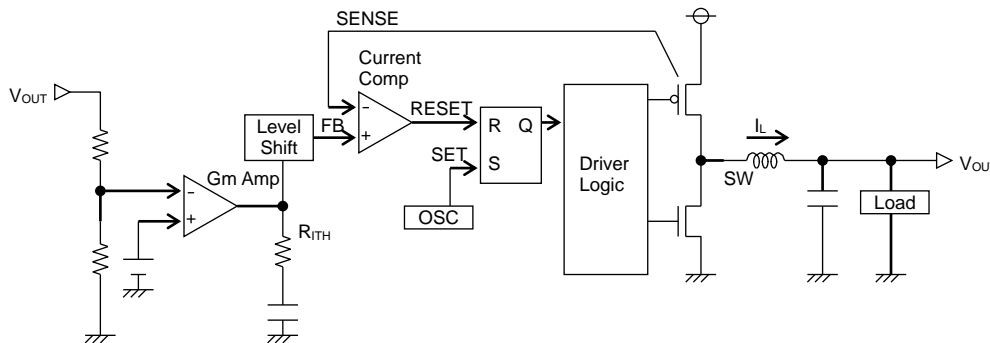 SENSE
Current
Comp
VOUT
Level
Shift
FB
-
+
RESET
R Q
SET
S
OSC
Driver
Logic
IL
SW
VOU
Load
Gm Amp
-
+
RITH